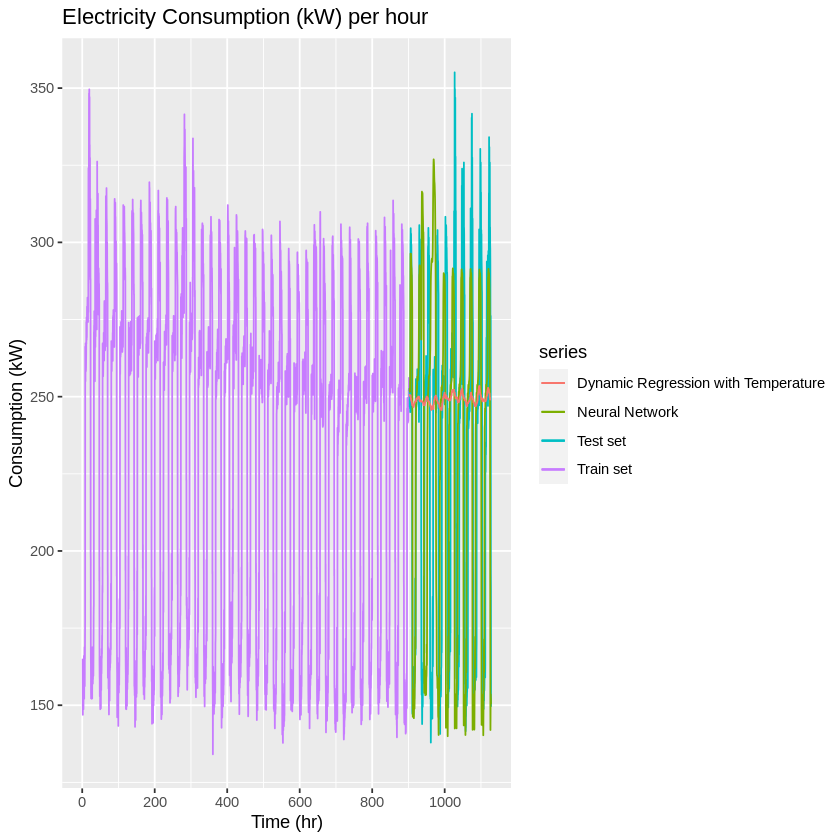 Electricity Consumption (kW) per hour
Consumption (kW)
350
300
250
200
150
0 200 400 600 800 1000
Time (hr)
series
Dynamic Regression with Temperature
Neural Network
Test set
Train set